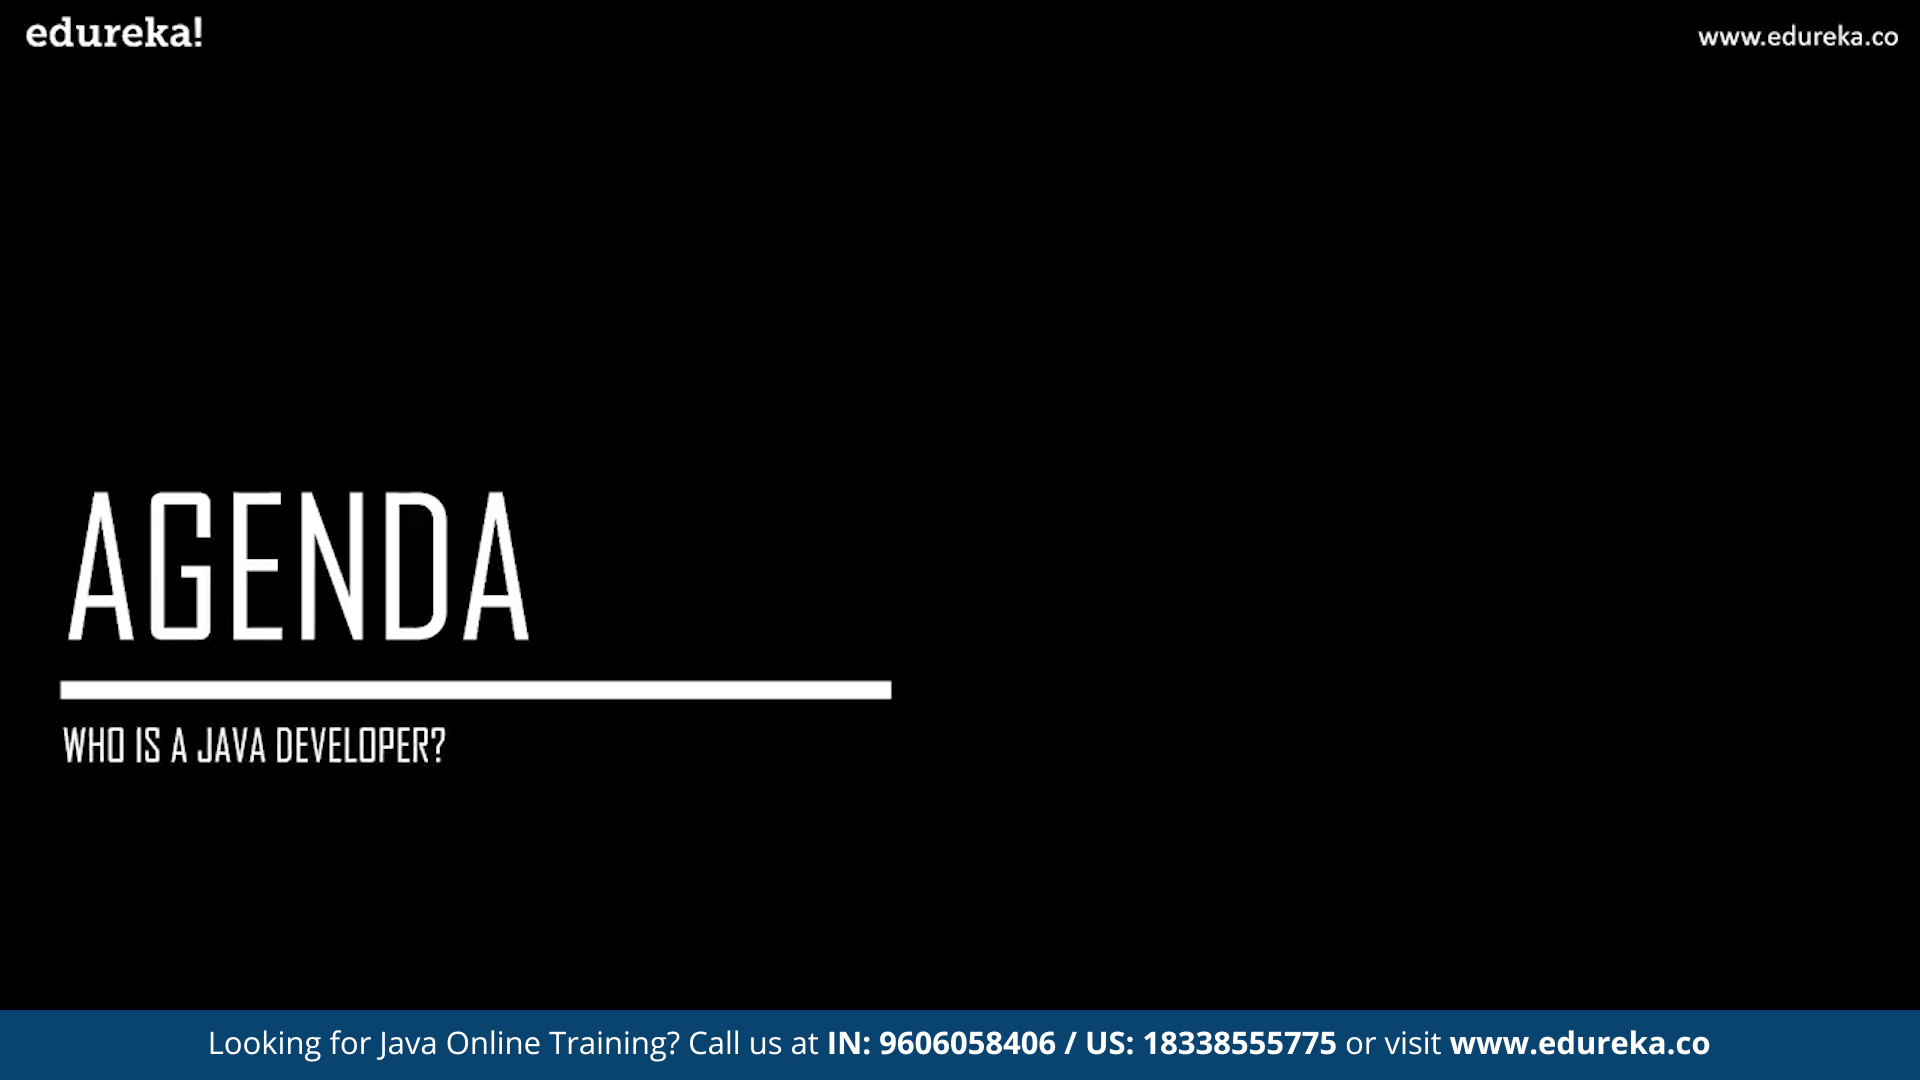 edureka!
www.edureka.co
AGENDA
WHO IS A JAVA DEVELOPER?
Looking for Java Online Training? Call us at IN: 9606058406 / US: 18338555775 or visit www.edureka.co